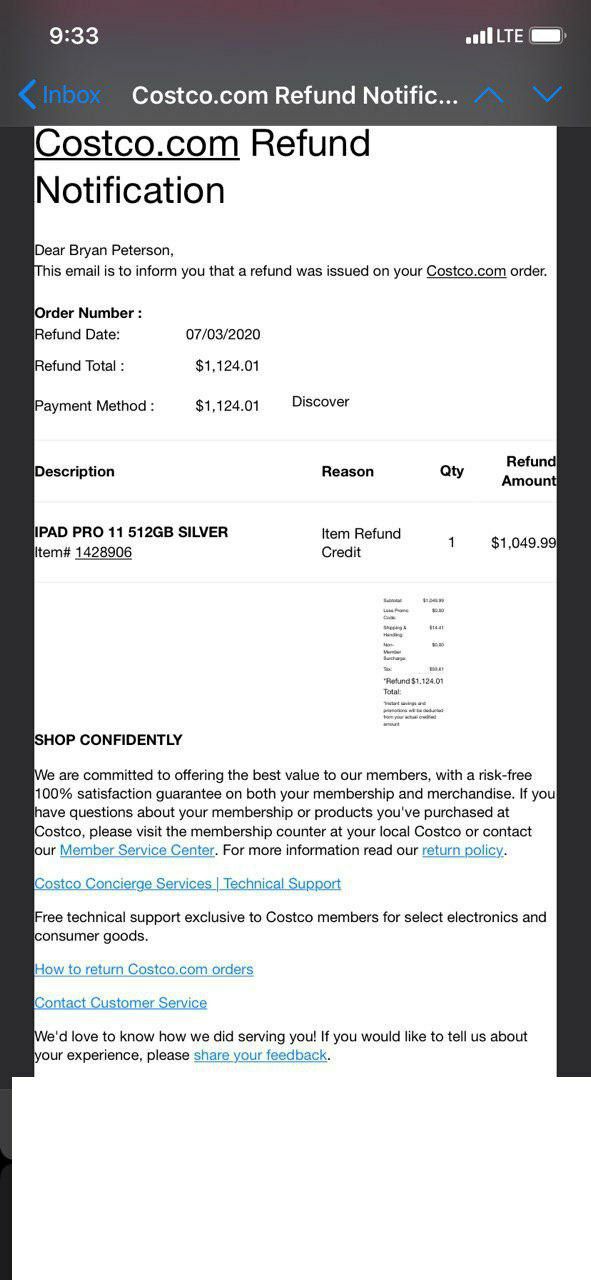 9:33
LTE
Inbox
Costco.com Refund Notific...
Costco.com Refund
Notification
Dear Bryan Peterson,
This email is to inform you that a refund was issued on your Costco.com order.
Order Number :
Refund Date: 07/03/2020
Refund Total : $1,124.01
Payment Method : $1,124.01 Discover
Description Reason Qty Refund Amount
IPAD PRO 11 512GB SILVER Item Refund Credit 1 $1,049.99
Item# 1428906
Subtotal: $1,049.99
Less Promo Code: $0.00
Shipping & Handling: $14.41
Non-Member Surcharge: $0.00
Tax:
*Refund $1,124.01
Total:
*Instant savings and
promotions will be deducted
from your actual credited
amount
SHOP CONFIDENTLY
We are committed to offering the best value to our members, with a risk-free
100% satisfaction guarantee on both your membership and merchandise. If you
have questions about your membership or products you've purchased at
Costco, please visit the membership counter at your local Costco or contact
our Member Service Center. For more information read our return policy.
Costco Concierge Services | Technical Support
Free technical support exclusive to Costco members for select electronics and
consumer goods.
How to return Costco.com orders
Contact Customer Service
We'd love to know how we did serving you! If you would like to tell us about
your experience, please share your feedback.